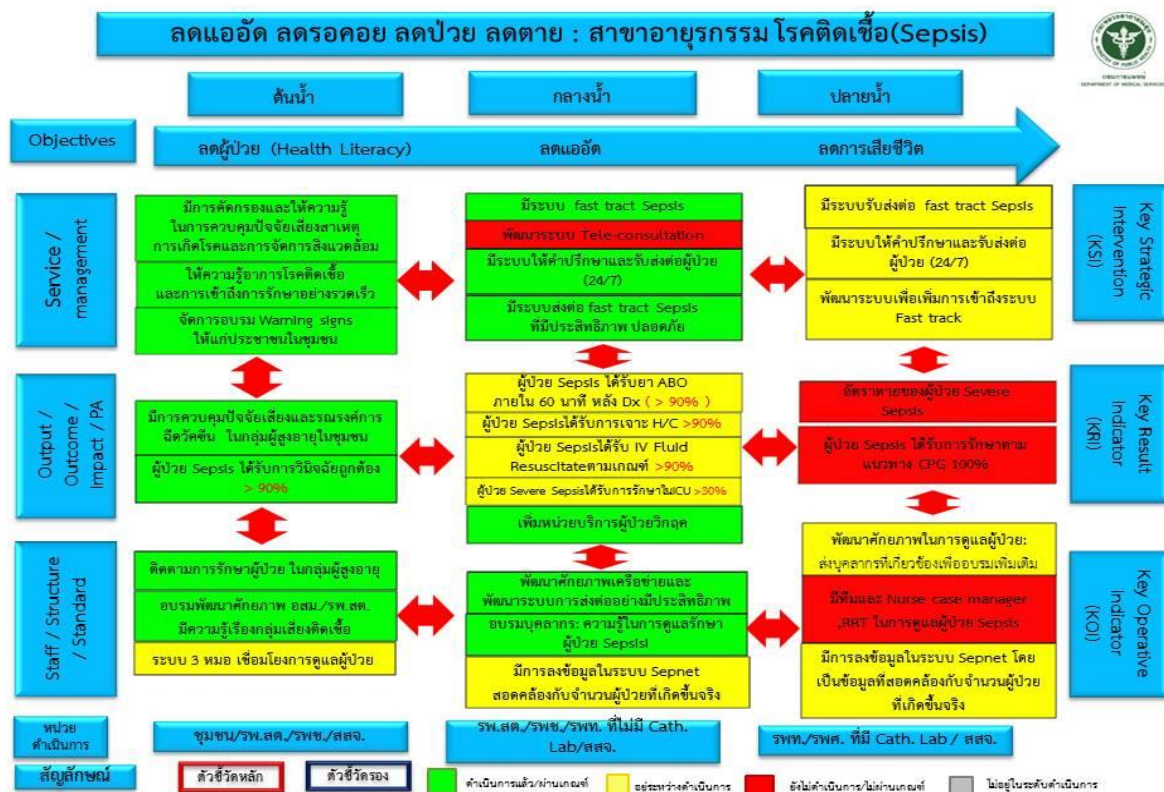 ลดแออัด ลดรอคอย ลดป่วย ลดตาย : สาขาอายุรกรรม โรคติดเชื้อ(Sepsis)
กรมการแพทย์
DEPARTMENT OF MEDICAL SERVICES
ต้นน้ำ
กลางน้ำ
ปลายน้ำ
Objectives
ลดผู้ป่วย (Health Literacy)
ลดแออัด
ลดการเสียชีวิต
Service /
management
มีการคัดกรองและให้ความรู้
ในการควบคุมปัจจัยเสี่ยงสาเหตุ
การเกิดโรคและการจัดการสิ่งแวดล้อม
ให้ความรู้อาการโรคติดเชื้อ
และการเข้าถึงการรักษาอย่างรวดเร็ว
จัดการอบรม Warning signs
ให้แก่ประชาชนในชุมชน
มีระบบ fast tract Sepsis
พัฒนาระบบ Tele-consultation
มีระบบให้คำปรึกษาและรับส่งต่อผู้ป่วย
(24/7)
มีระบบส่งต่อ fast tract Sepsis
ที่มีประสิทธิภาพ ปลอดภัย
มีระบบรับส่งต่อ fast tract Sepsis
มีระบบให้คำปรึกษาและรับส่งต่อ
ผู้ป่วย (24/7)
พัฒนาระบบเพื่อเพิ่มการเข้าถึงระบบ
Fast track
Key Strategic
Intervention
(KSI)
Output /
Outcome /
Impact / PA
มีการควบคุมปัจจัยเสี่ยงและรณรงค์การ
ฉีดวัคซีน ในกลุ่มผู้สูงอายุในชุมชน
ผู้ป่วย Sepsis ได้รับการวินิจฉัยถูกต้อง
> 90%
ผู้ป่วย Sepsis ได้รับยา ABO
ภายใน 60 นาที หลัง Dx ( > 90% )
ผู้ป่วย Sepsisได้รับการเจาะ H/C >90%
ผู้ป่วย Sepsisได้รับ IV Fluid
Resuscitateตามเกณฑ์ >90%
ผู้ป่วย Severe Sepsisได้รับการรักษาในICU >30%
เพิ่มหน่วยบริการผู้ป่วยวิกฤต
อัตราตายของผู้ป่วย Severe
Sepsis
ผู้ป่วย Sepsis ได้รับการรักษาตาม
แนวทาง CPG 100%
Key Result
Indicator
(KRI)
Staff / Structure
/ Standard
ติดตามการรักษาผู้ป่วย ในกลุ่มผู้สูงอายุ
อบรมพัฒนาศักยภาพ อสม./รพ.สต.
มีความรู้เรื่องกลุ่มเสี่ยงติดเชื้อ
ระบบ 3 หมอ เชื่อมโยงการดูแลผู้ป่วย
พัฒนาศักยภาพเครือข่ายและ
พัฒนาระบบการส่งต่ออย่างมีประสิทธิภาพ
อบรมบุคลากร: ความรู้ในการดูแลรักษา
ผู้ป่วย Sepsisi
มีการลงข้อมูลในระบบ Sepnet
สอดคล้องกับจำนวนผู้ป่วยที่เกิดขึ้นจริง
พัฒนาศักยภาพในการดูแลผู้ป่วย:
ส่งบุคลากรที่เกี่ยวข้องเพื่ออบรมเพิ่มเติม
มีทีมและ Nurse case manager
,RRT ในการดูแลผู้ป่วย Sepsis
มีการลงข้อมูลในระบบ Sepnet โดย
เป็นข้อมูลที่สอดคล้องกับจำนวนผู้ป่วย
ที่เกิดขึ้นจริง
Key Operative
Indicator
(KOI)
หน่วย
ดำเนินการ
ชุมชน/รพ.สต./รพช./สสจ.
รพ.สต./รพช./รพท. ที่ไม่มี Cath.
Lab/สสจ.
รพท./รพศ. ที่มี Cath. Lab / สสจ.
สัญลักษณ์
ตัวชี้วัดหลัก
ตัวชี้วัดรอง
ดำเนินการแล้ว/ผ่านเกณฑ์
อยู่ระหว่างดำเนินการ
ยังไม่ดำเนินการ/ไม่ผ่านเกณฑ์
ไม่อยู่ในระดับดำเนินการ